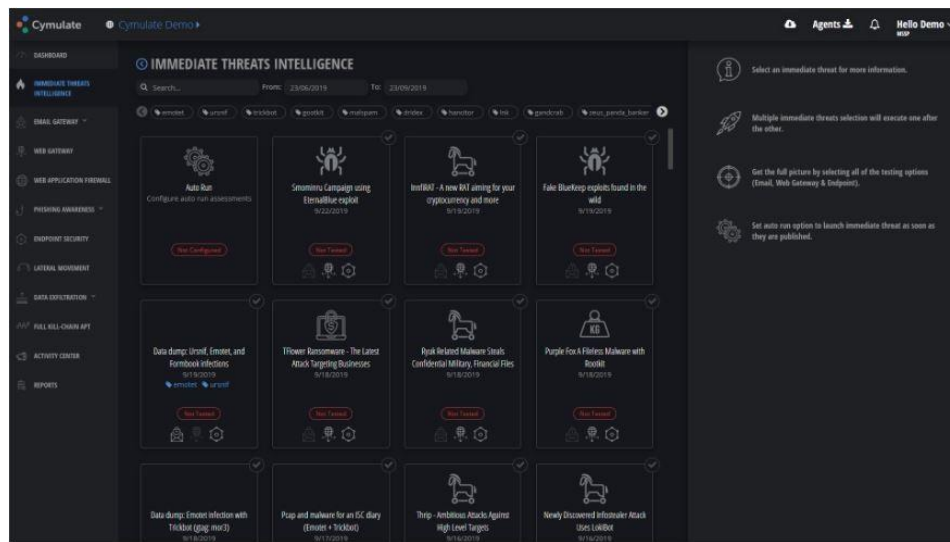 Cymulate
Cymulate Demo
Agents
Hello Demo
MSSP
DASHBOARD
IMMEDIATE THREATS
INTELLIGENCE
EMAIL GATEWAY
WEB GATEWAY
WEB APPLICATION FIREWALL
PHISHING AWARENESS
ENDPOINT SECURITY
LATERAL MOVEMENT
DATA EXFILTRATION
FULL KILL-CHAIN APT
ACTIVITY CENTER
REPORTS
IMMEDIATE THREATS INTELLIGENCE
Search...
From: 23/06/2019 To: 23/09/2019
emotet ursnif trickbot gootkit malspam dridex hancitor lnk gandcrab zeus_panda_banker
Auto Run
Configure auto run assessments
Not Configured
Smominru Campaign using
EternalBlue exploit
9/22/2019
Not Tested
InnfiRAT - A new RAT aiming for your
cryptocurrency and more
9/19/2019
Not Tested
Fake BlueKeep exploits found in the
wild
9/19/2019
Not Tested
Data dump: Ursnif, Emotet, and
Formbook infections
9/19/2019
emotet ursnif
Not Tested
TFlower Ransomware - The Latest
Attack Targeting Businesses
9/18/2019
Not Tested
Ryuk Related Malware Steals
Confidential Military, Financial Files
9/18/2019
Not Tested
KG
Purple Fox A Fileless Malware with
Rootkit
9/18/2019
Not Tested
Data dump: Emotet infection with
Trickbot (gtag: mor3)
9/18/2019
Pcap and malware for an ISC diary
(Emotet + Trickbot)
9/17/2019
Thrip - Ambitious Attacks Against
High Level Targets
9/16/2019
Newly Discovered Infostealer Attack
Uses LokiBot
9/16/2019
Select an immediate threat for more information.
Multiple immediate threats selection will execute one after
the other.
Get the full picture by selecting all of the testing options
(Email, Web Gateway & Endpoint).
Set auto run option to launch immediate threat as soon as
they are published.